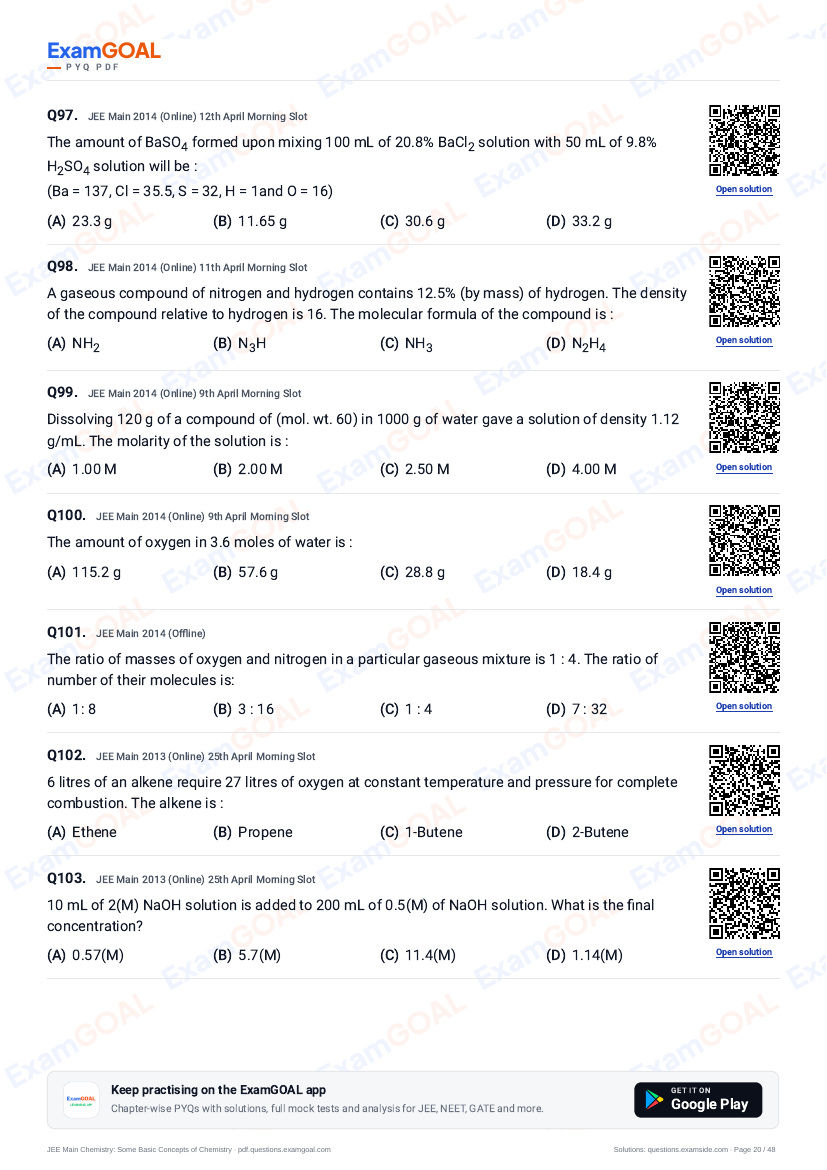 ExamGOAL
PYQ PDF
Q97. JEE Main 2014 (Online) 12th April Morning Slot
The amount of BaSO4 formed upon mixing 100 mL of 20.8% BaCl2 solution with 50 mL of 9.8%
H2SO4 solution will be :
(Ba = 137, Cl = 35.5, S = 32, H = 1and O = 16)
(A) 23.3 g (B) 11.65 g (C) 30.6 g (D) 33.2 g
Open solution
Q98. JEE Main 2014 (Online) 11th April Morning Slot
A gaseous compound of nitrogen and hydrogen contains 12.5% (by mass) of hydrogen. The density
of the compound relative to hydrogen is 16. The molecular formula of the compound is :
(A) NH2 (B) N3H (C) NH3 (D) N2H4
Open solution
Q99. JEE Main 2014 (Online) 9th April Morning Slot
Dissolving 120 g of a compound of (mol. wt. 60) in 1000 g of water gave a solution of density 1.12
g/mL. The molarity of the solution is :
(A) 1.00 M (B) 2.00 M (C) 2.50 M (D) 4.00 M
Open solution
Q100. JEE Main 2014 (Online) 9th April Morning Slot
The amount of oxygen in 3.6 moles of water is :
(A) 115.2 g (B) 57.6 g (C) 28.8 g (D) 18.4 g
Open solution
Q101. JEE Main 2014 (Offline)
The ratio of masses of oxygen and nitrogen in a particular gaseous mixture is 1 : 4. The ratio of
number of their molecules is:
(A) 1 : 8 (B) 3 : 16 (C) 1 : 4 (D) 7 : 32
Open solution
Q102. JEE Main 2013 (Online) 25th April Morning Slot
6 litres of an alkene require 27 litres of oxygen at constant temperature and pressure for complete
combustion. The alkene is :
(A) Ethene (B) Propene (C) 1-Butene (D) 2-Butene
Open solution
Q103. JEE Main 2013 (Online) 25th April Morning Slot
10 mL of 2(M) NaOH solution is added to 200 mL of 0.5(M) of NaOH solution. What is the final
concentration?
(A) 0.57(M) (B) 5.7(M) (C) 11.4(M) (D) 1.14(M)
Open solution
ExamGOAL
Keep practising on the ExamGOAL app
Chapter-wise PYQs with solutions, full mock tests and analysis for JEE, NEET, GATE and more.
GET IT ON
Google Play
JEE Main Chemistry: Some Basic Concepts of Chemistry · pdf.questions.examgoal.com
Solutions: questions.examside.com · Page 20 / 48